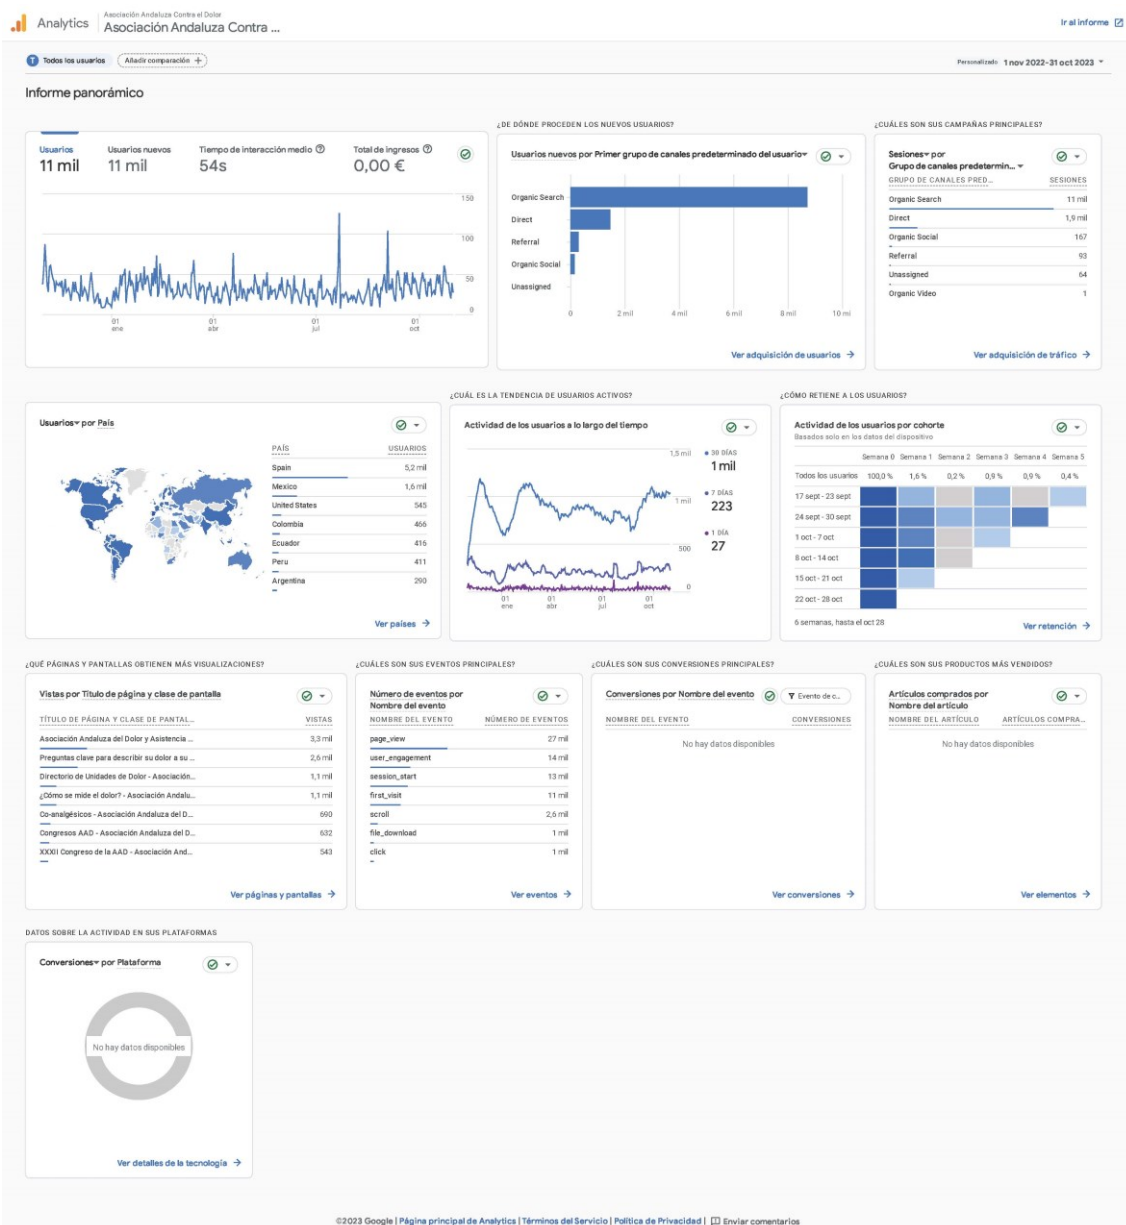 Analytics
Asociación Andaluza Contra el Dolor
Asociación Andaluza Contra ...
Ir al informe
T Todos los usuarios
Añadir comparación +
Personalizado 1 nov 2022-31 oct 2023
Informe panorámico
Usuarios
11 mil
Usuarios nuevos
11 mil
Tiempo de interacción medio
54s
Total de ingresos
0,00 €
150
100
50
0
01 ene
01 abr
01 jul
01 oct
¿DE DÓNDE PROCEDEN LOS NUEVOS USUARIOS?
Usuarios nuevos por Primer grupo de canales predeterminado del usuario
Organic Search
Direct
Referral
Organic Social
Unassigned
0 2 mil 4 mil 6 mil 8 mil 10 mi
Ver adquisición de usuarios
¿CUÁLES SON SUS CAMPAÑAS PRINCIPALES?
Sesiones por
Grupo de canales predetermin...
GRUPO DE CANALES PRED... SESIONES
Organic Search 11 mil
Direct 1,9 mil
Organic Social 167
Referral 93
Unassigned 64
Organic Video 1
Ver adquisición de tráfico
Usuarios por País
PAÍS USUARIOS
Spain 5,2 mil
Mexico 1,6 mil
United States 545
Colombia 466
Ecuador 416
Peru 411
Argentina 290
Ver países
¿CUÁL ES LA TENDENCIA DE USUARIOS ACTIVOS?
Actividad de los usuarios a lo largo del tiempo
1,5 mil
1 mil
500
0
01 ene
01 abr
01 jul
01 oct
30 DÍAS
1 mil
7 DÍAS
223
1 DÍA
27
¿CÓMO RETIENE A LOS USUARIOS?
Actividad de los usuarios por cohorte
Basados solo en los datos del dispositivo
Semana 0 Semana 1 Semana 2 Semana 3 Semana 4 Semana 5
Todos los usuarios 100,0 % 1,6 % 0,2 % 0,9 % 0,9 % 0,4 %
17 sept - 23 sept
24 sept - 30 sept
1 oct - 7 oct
8 oct - 14 oct
15 oct - 21 oct
22 oct - 28 oct
6 semanas, hasta el oct 28
Ver retención
¿QUÉ PÁGINAS Y PANTALLAS OBTIENEN MÁS VISUALIZACIONES?
Vistas por Título de página y clase de pantalla
TÍTULO DE PÁGINA Y CLASE DE PANTAL... VISTAS
Asociación Andaluza del Dolor y Asistencia ... 3,3 mil
Preguntas clave para describir su dolor a su ... 2,6 mil
Directorio de Unidades de Dolor - Asociación... 1,1 mil
¿Cómo se mide el dolor? - Asociación Andalu... 1,1 mil
Co-analgésicos - Asociación Andaluza del D... 690
Congresos AAD - Asociación Andaluza del D... 632
XXXII Congreso de la AAD - Asociación And... 543
Ver páginas y pantallas
¿CUÁLES SON SUS EVENTOS PRINCIPALES?
Número de eventos por
Nombre del evento
NOMBRE DEL EVENTO NÚMERO DE EVENTOS
page_view 27 mil
user_engagement 14 mil
session_start 13 mil
first_visit 11 mil
scroll 2,6 mil
file_download 1 mil
click 1 mil
Ver eventos
¿CUÁLES SON SUS CONVERSIONES PRINCIPALES?
Conversiones por Nombre del evento
Evento de c...
NOMBRE DEL EVENTO CONVERSIONES
No hay datos disponibles
Ver conversiones
¿CUÁLES SON SUS PRODUCTOS MÁS VENDIDOS?
Artículos comprados por
Nombre del artículo
NOMBRE DEL ARTÍCULO ARTÍCULOS COMPRA...
No hay datos disponibles
Ver elementos
DATOS SOBRE LA ACTIVIDAD EN SUS PLATAFORMAS
Conversiones por Plataforma
No hay datos disponibles
Ver detalles de la tecnología
©2023 Google | Página principal de Analytics | Términos del Servicio | Política de Privacidad | Enviar comentarios